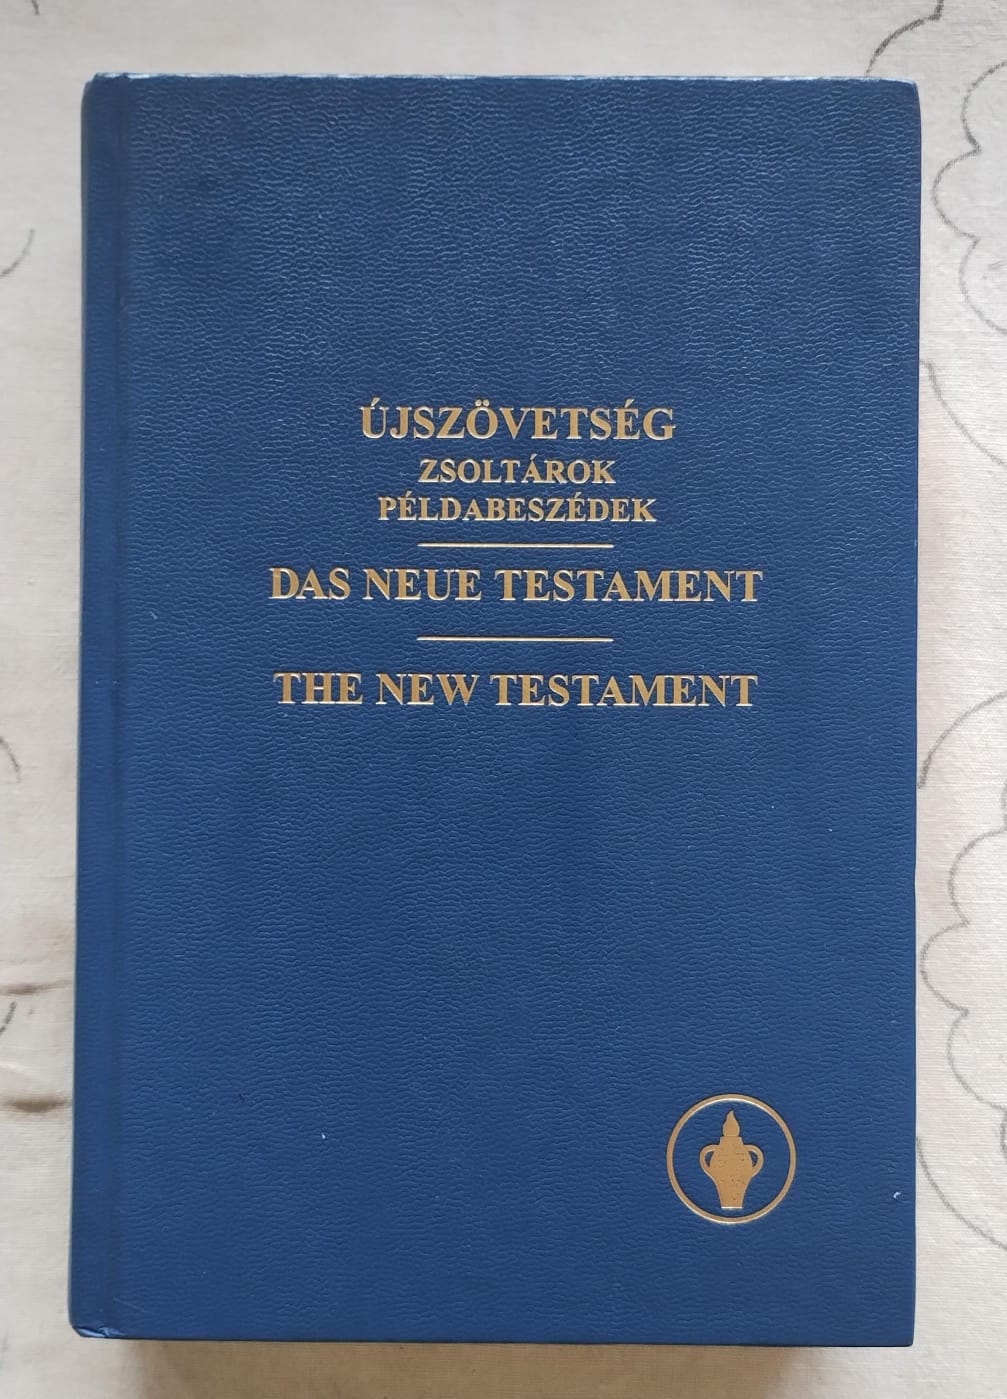 ÚJSZÖVETSÉG
ZSOLTÁROK
PÉLDABESZÉDEK
DAS NEUE TESTAMENT
THE NEW TESTAMENT